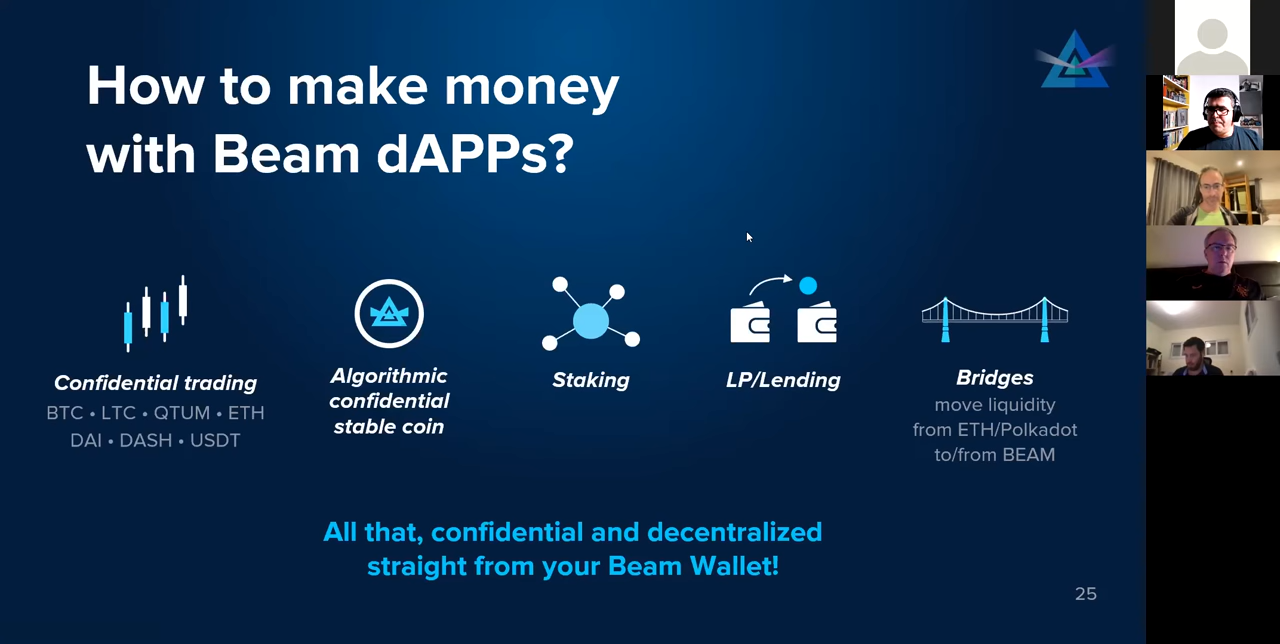 How to make money
with Beam dAPPs?
Confidential trading
BTC • LTC • QTUM • ETH
DAI • DASH • USDT
Algorithmic
confidential
stable coin
Staking
LP/Lending
Bridges
move liquidity
from ETH/Polkadot
to/from BEAM
All that, confidential and decentralized
straight from your Beam Wallet!
25